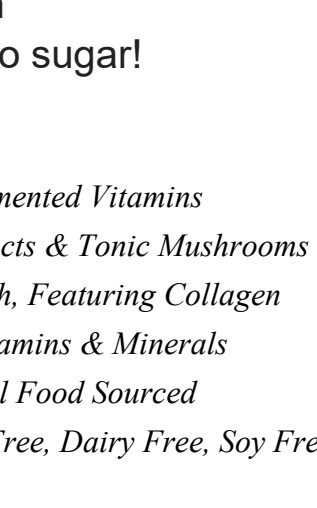 o sugar!
mented Vitamins
cts & Tonic Mushrooms
h, Featuring Collagen
amins & Minerals
l Food Sourced
Free, Dairy Free, Soy Fre